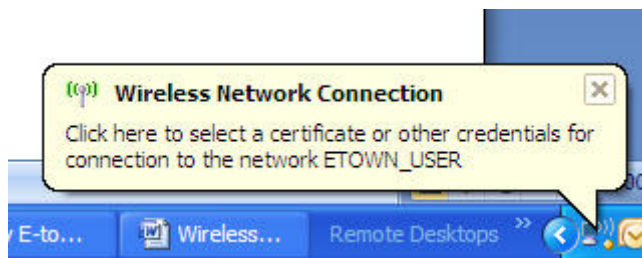 Wireless Network Connection
Click here to select a certificate or other credentials for
connection to the network ETOWN_USER
E-to... Wireless... Remote Desktops »